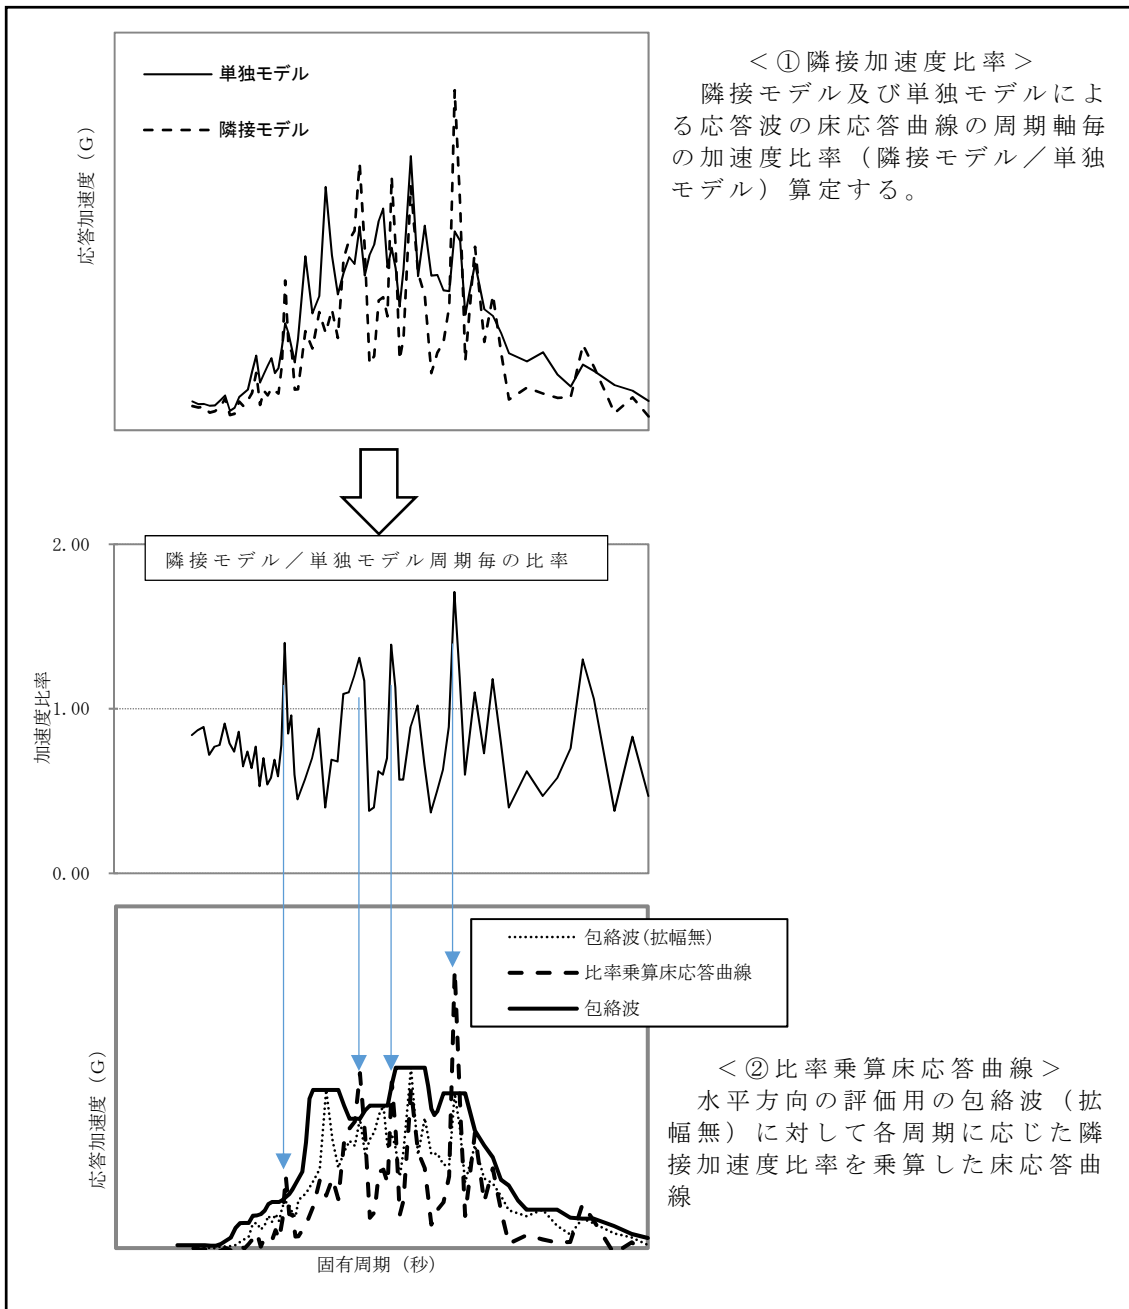 単独モデル
隣接モデル
応答加速度（G）
＜①隣接加速度比率＞
隣接モデル及び単独モデルによ
る応答波の床応答曲線の周期軸毎
の加速度比率（隣接モデル／単独
モデル）算定する。
隣接モデル／単独モデル周期毎の比率
2.00
1.00
0.00
加速度比率
包絡波(拡幅無)
比率乗算床応答曲線
包絡波
応答加速度（G）
固有周期（秒）
＜②比率乗算床応答曲線＞
水平方向の評価用の包絡波（拡
幅無）に対して各周期に応じた隣
接加速度比率を乗算した床応答曲
線